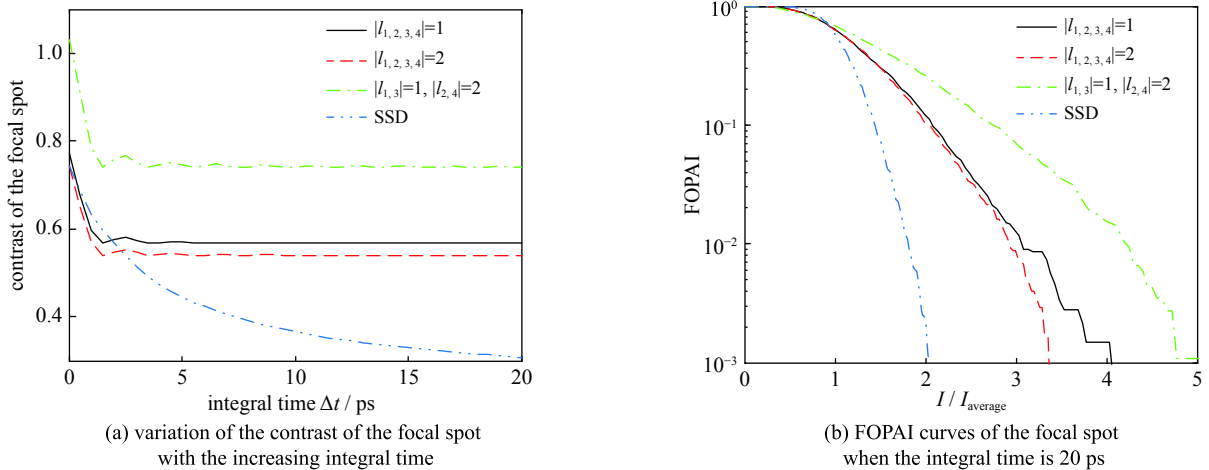 1.0
0.8
0.6
0.4
contrast of the focal spot
|l1, 2, 3, 4|=1
|l1, 2, 3, 4|=2
|l1, 3|=1, |l2, 4|=2
SSD
0 5 10 15 20
integral time Δt / ps
(a) variation of the contrast of the focal spot
with the increasing integral time
10⁰
10⁻¹
10⁻²
10⁻³
FOPAI
|l1, 2, 3, 4|=1
|l1, 2, 3, 4|=2
|l1, 3|=1, |l2, 4|=2
SSD
0 1 2 3 4 5
I / Iaverage
(b) FOPAI curves of the focal spot
when the integral time is 20 ps